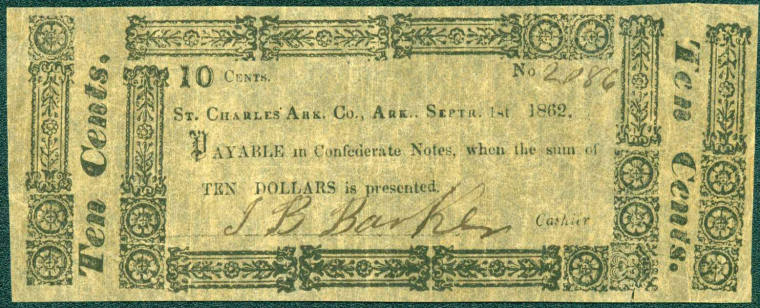 Ten Cents.
10 CENTS. No 2086
ST. CHARLES ARK. CO., ARK., SEPTR. 1st 1862.
PAYABLE in Confederate Notes, when the sum of
TEN DOLLARS is presented.
J B Barker Cashier
Ten Cents.